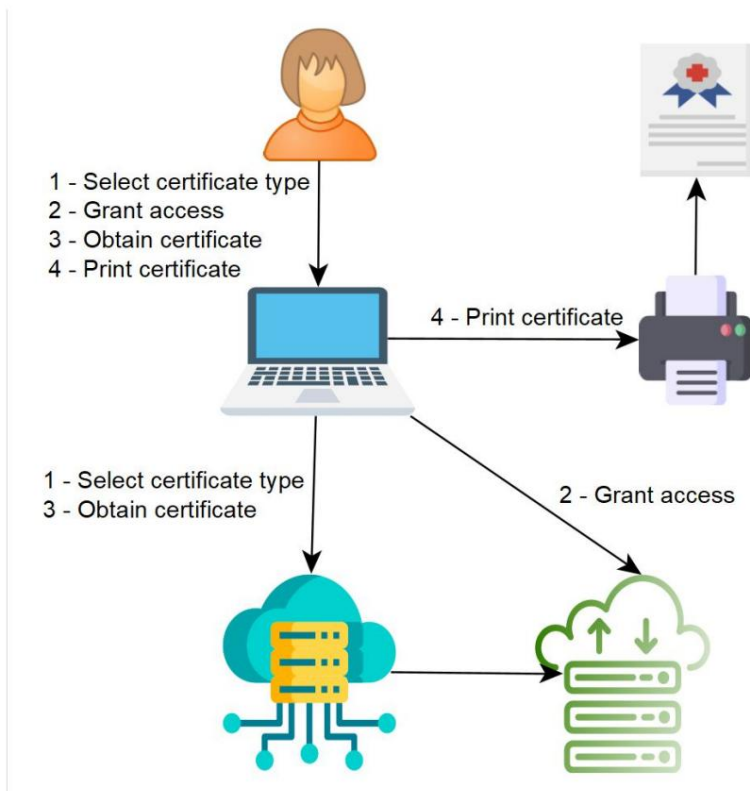 1 - Select certificate type
2 - Grant access
3 - Obtain certificate
4 - Print certificate
4 - Print certificate
1 - Select certificate type
3 - Obtain certificate
2 - Grant access